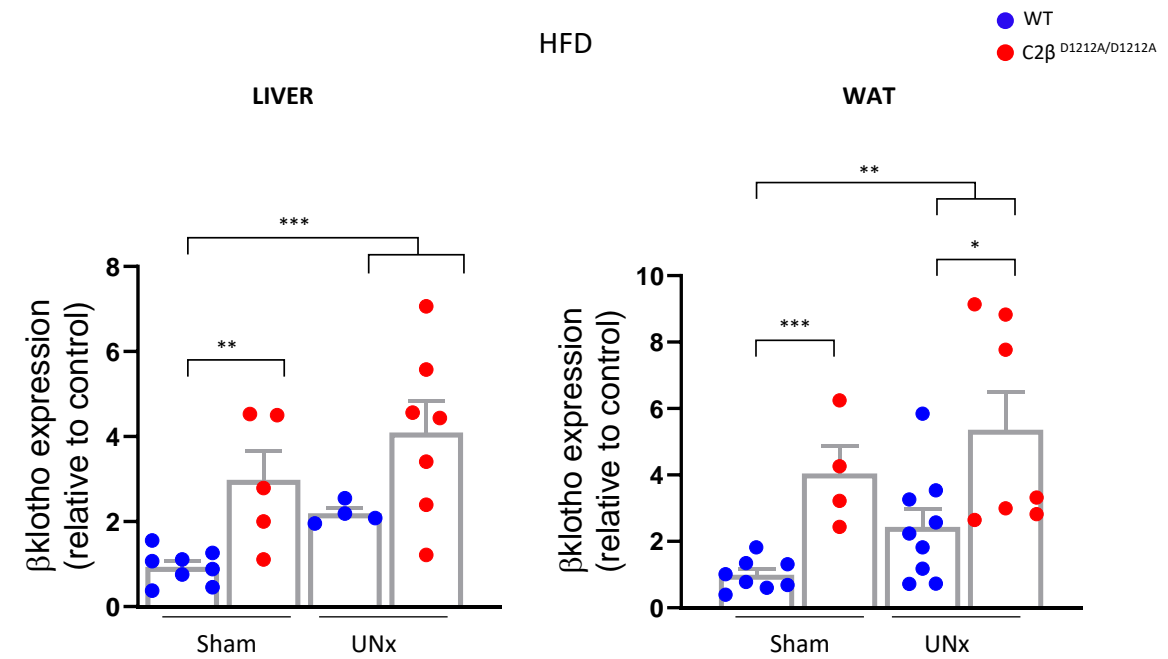 WT
HFD
C2β D1212A/D1212A
LIVER
WAT
**
***
*
***
**
***
βklotho expression
(relative to control)
8
6
4
2
0
βklotho expression
(relative to control)
10
8
6
4
2
0
Sham
UNx
Sham
UNx